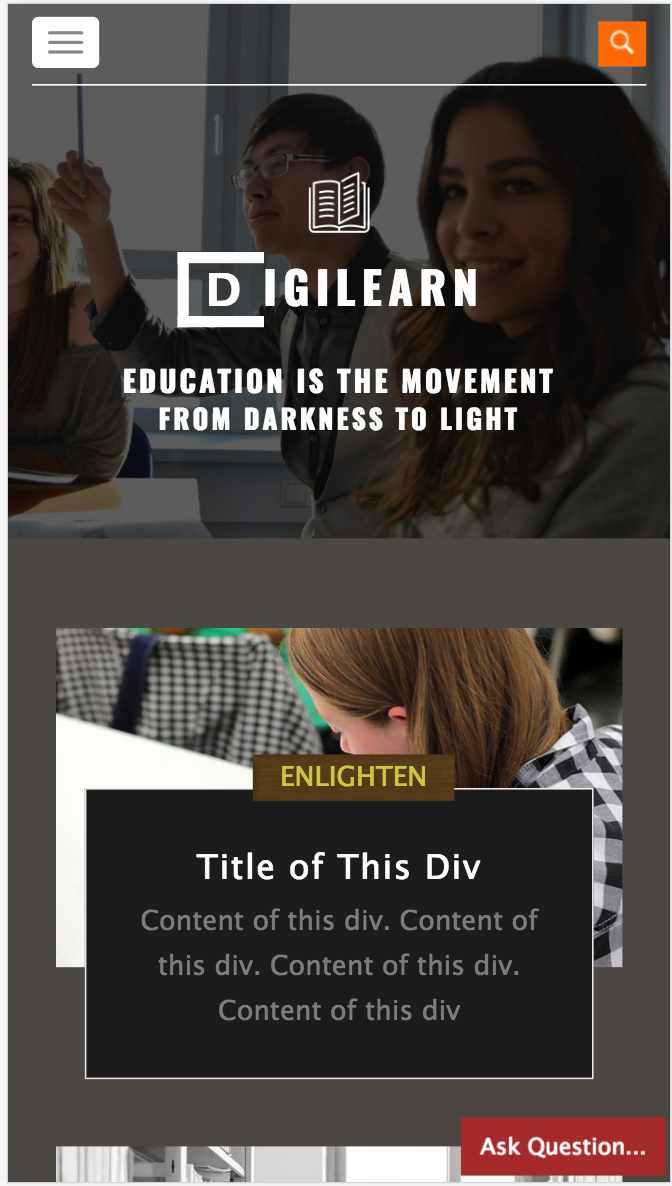 DIGILEARN
EDUCATION IS THE MOVEMENT
FROM DARKNESS TO LIGHT
ENLIGHTEN
Title of This Div
Content of this div. Content of
this div. Content of this div.
Content of this div
Ask Question...